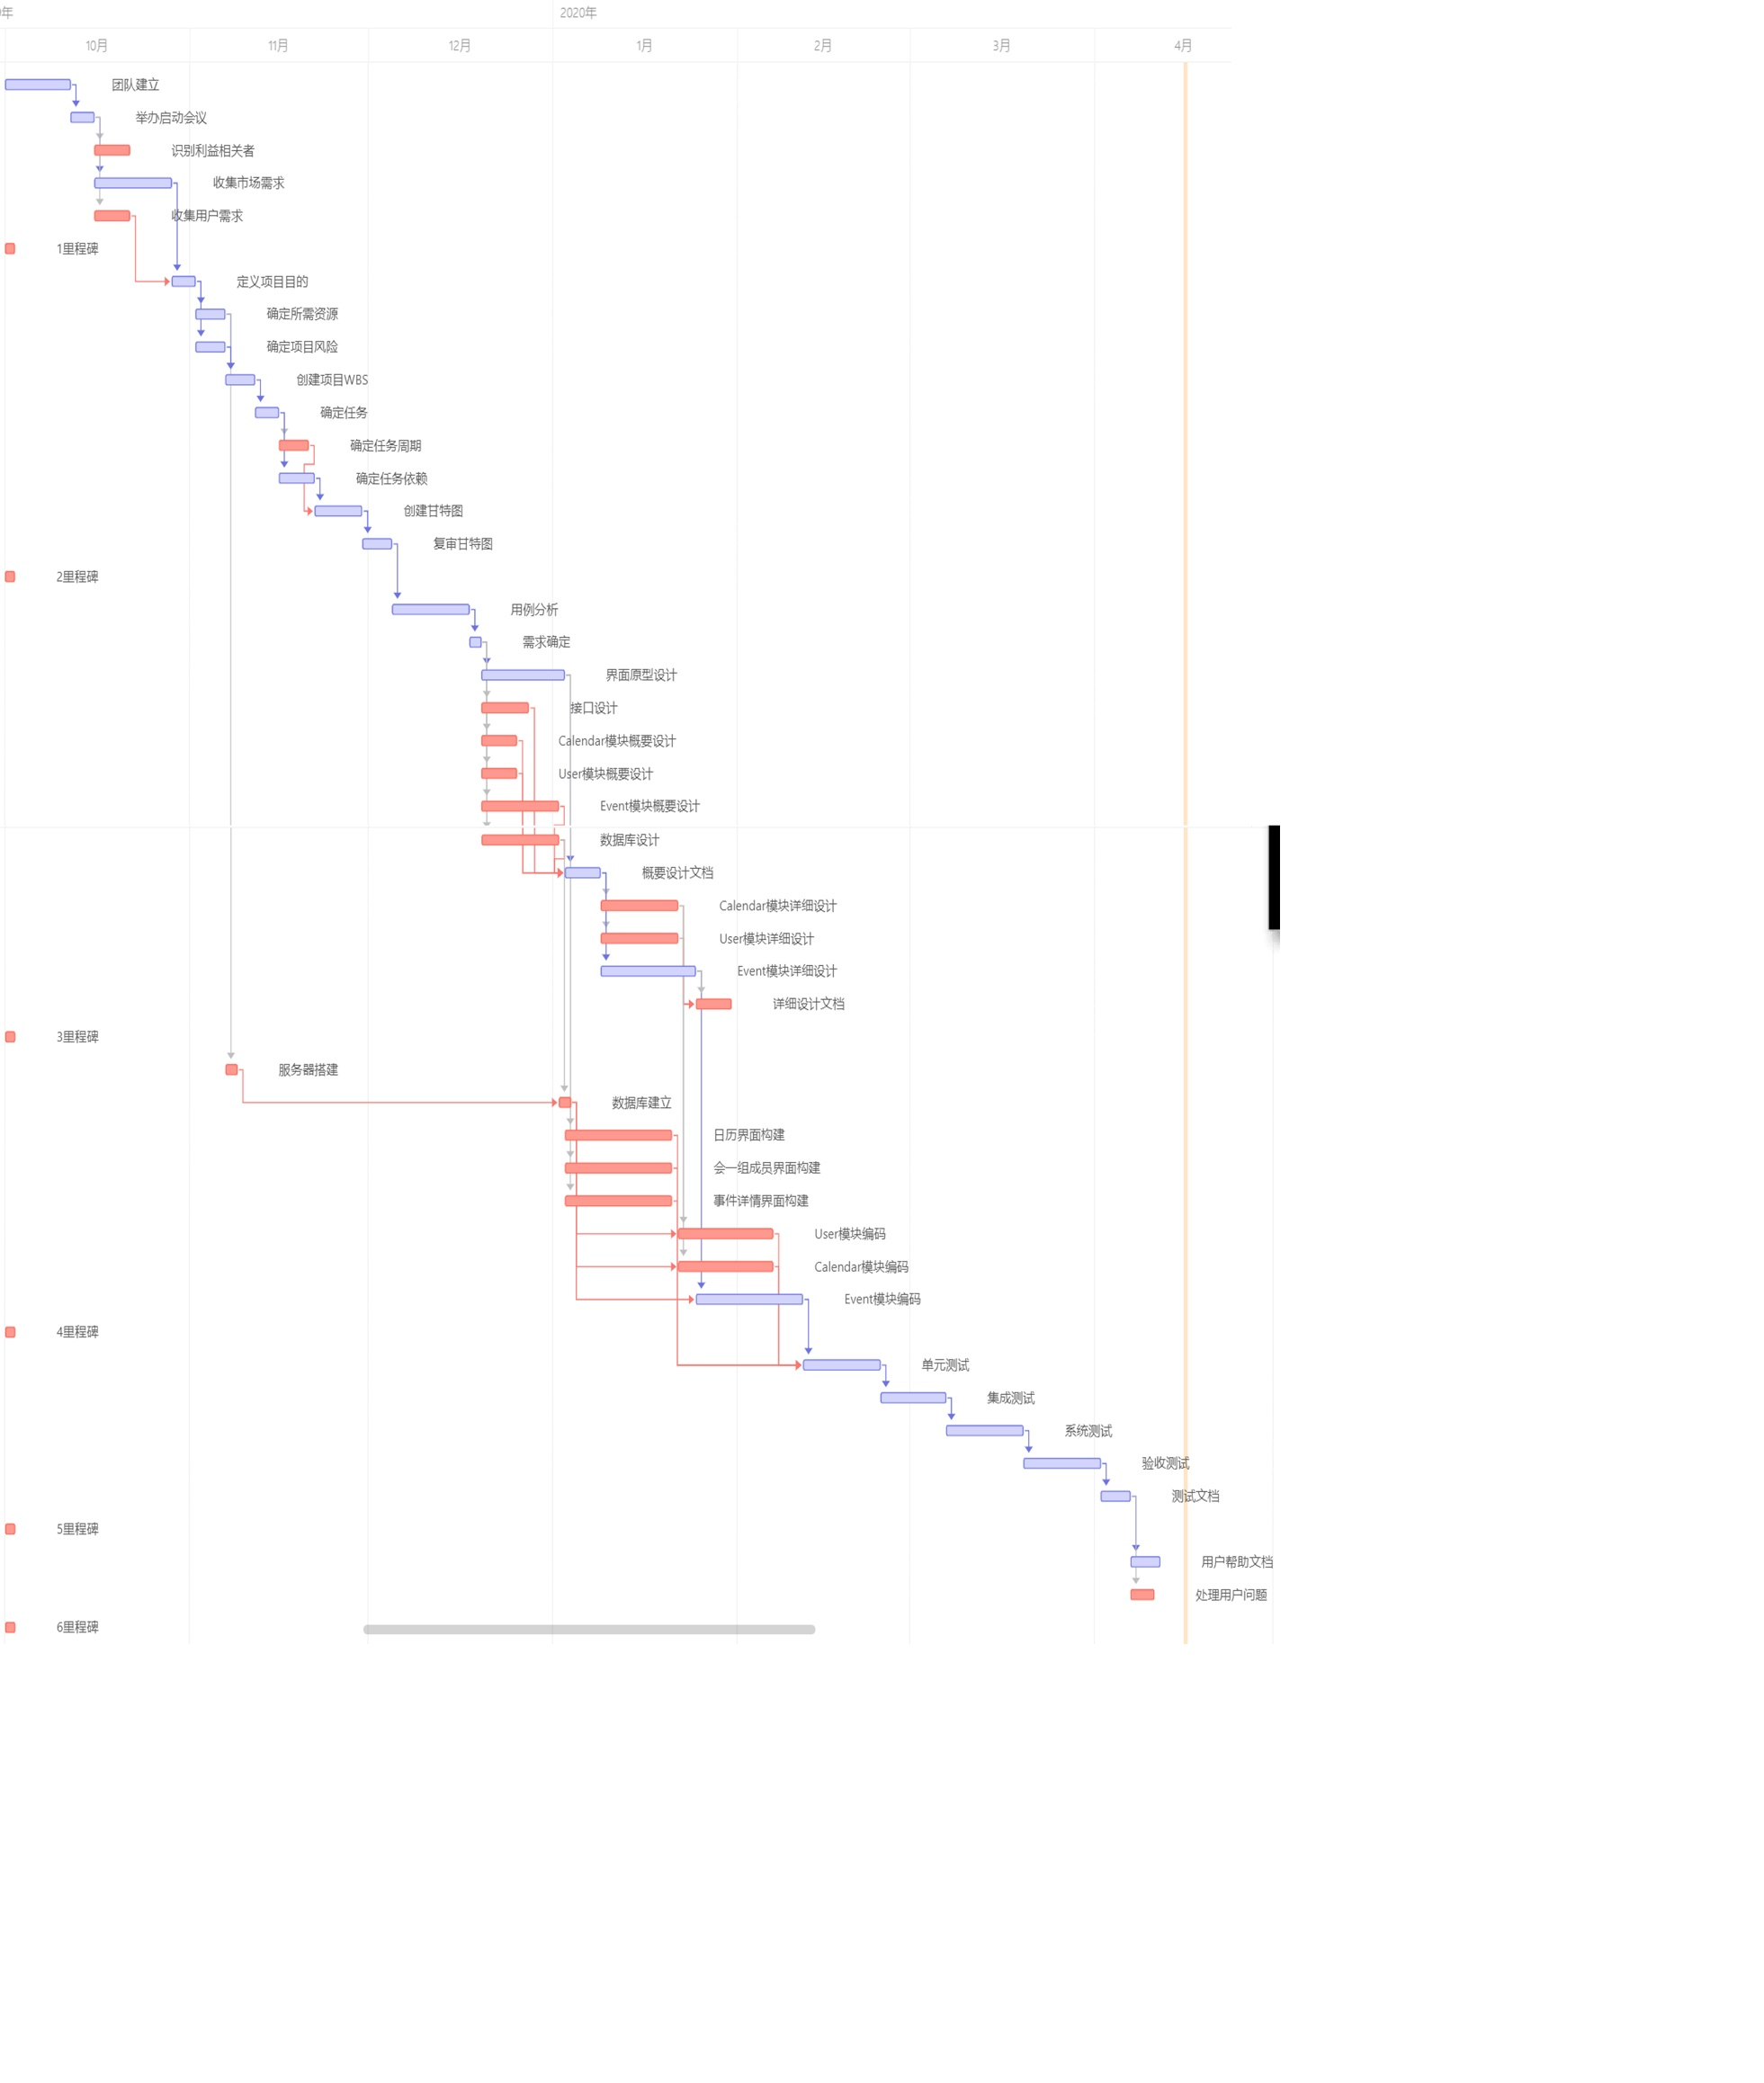 年
2020年
10月
11月
12月
1月
2月
3月
4月
团队建立
举办启动会议
识别利益相关者
收集市场需求
收集用户需求
1里程碑
定义项目目的
确定所需资源
确定项目风险
创建项目WBS
确定任务
确定任务周期
确定任务依赖
创建甘特图
复审甘特图
2里程碑
用例分析
需求确定
界面原型设计
接口设计
Calendar模块概要设计
User模块概要设计
Event模块概要设计
数据库设计
概要设计文档
Calendar模块详细设计
User模块详细设计
Event模块详细设计
详细设计文档
3里程碑
服务器搭建
数据库建立
日历界面构建
会一组成员界面构建
事件详情界面构建
User模块编码
Calendar模块编码
Event模块编码
4里程碑
单元测试
集成测试
系统测试
验收测试
测试文档
5里程碑
用户帮助文档
处理用户问题
6里程碑